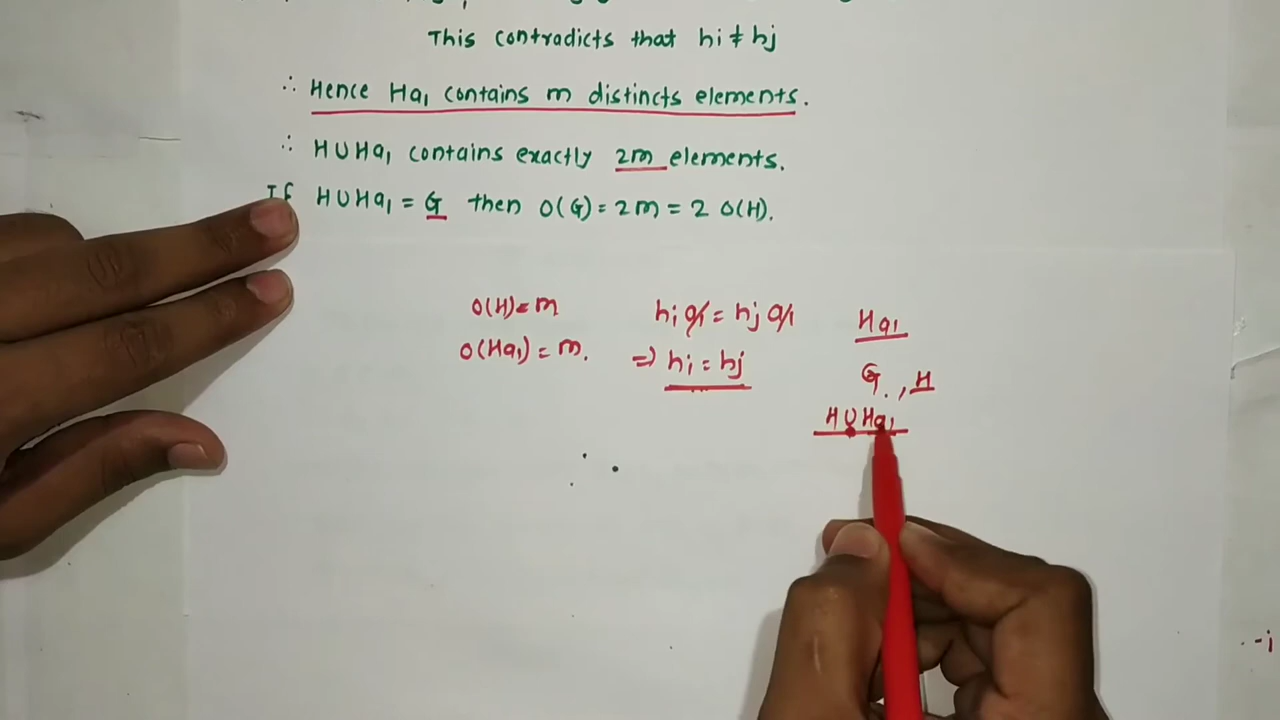 This contradicts that hi ≠ hj
∴ Hence Ha₁ contains m distincts elements.
∴ H∪Ha₁ contains exactly 2m elements.
If H∪Ha₁ = G then O(G) = 2m = 2 O(H).
O(H) = m
O(Ha₁) = m.
hi a₁ = hj a₁
⇒ hi = hj
Ha₁
G , H
H∪Ha₁